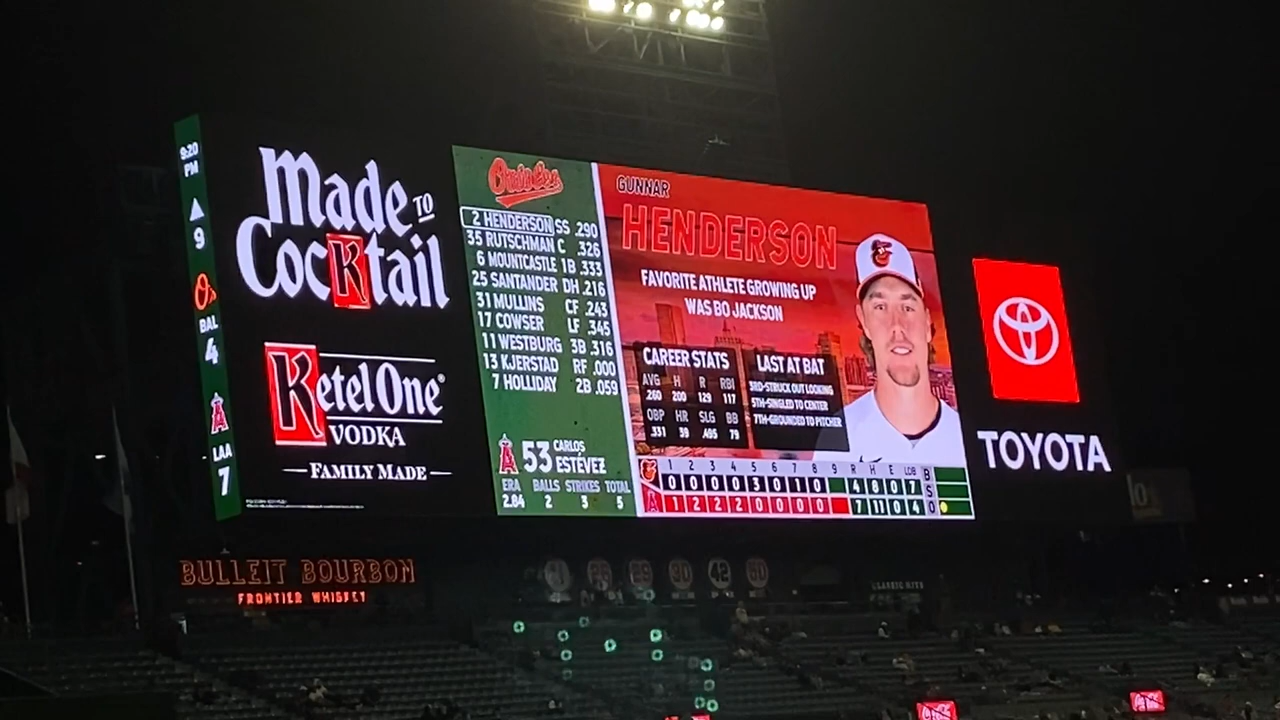 9:20
PM
9
BAL
4
LAA
7
Made TO
Cocktail
Ketel One®
VODKA
FAMILY MADE
Orioles
2 HENDERSON SS .290
35 RUTSCHMAN C .326
6 MOUNTCASTLE 1B .333
25 SANTANDER DH .216
31 MULLINS CF .243
17 COWSER LF .345
11 WESTBURG 3B .316
13 KJERSTAD RF .000
7 HOLLIDAY 2B .059
53 CARLOS ESTÉVEZ
ERA BALLS STRIKES TOTAL
2.84 2 3 5
GUNNAR
HENDERSON
FAVORITE ATHLETE GROWING UP
WAS BO JACKSON
CAREER STATS
AVG H R RBI
.260 200 129 117
OBP HR SLG BB
.331 39 .495 79
LAST AT BAT
3RD-STRUCK OUT LOOKING
5TH-SINGLED TO CENTER
7TH-GROUNDED TO PITCHER
1 2 3 4 5 6 7 8 9 R H E LOB B
0 0 0 0 3 0 1 0 4 8 0 7 S
1 2 2 2 0 0 0 0 7 11 0 4 O
TOYOTA
BULLEIT BOURBON
FRONTIER WHISKEY
30
42
50